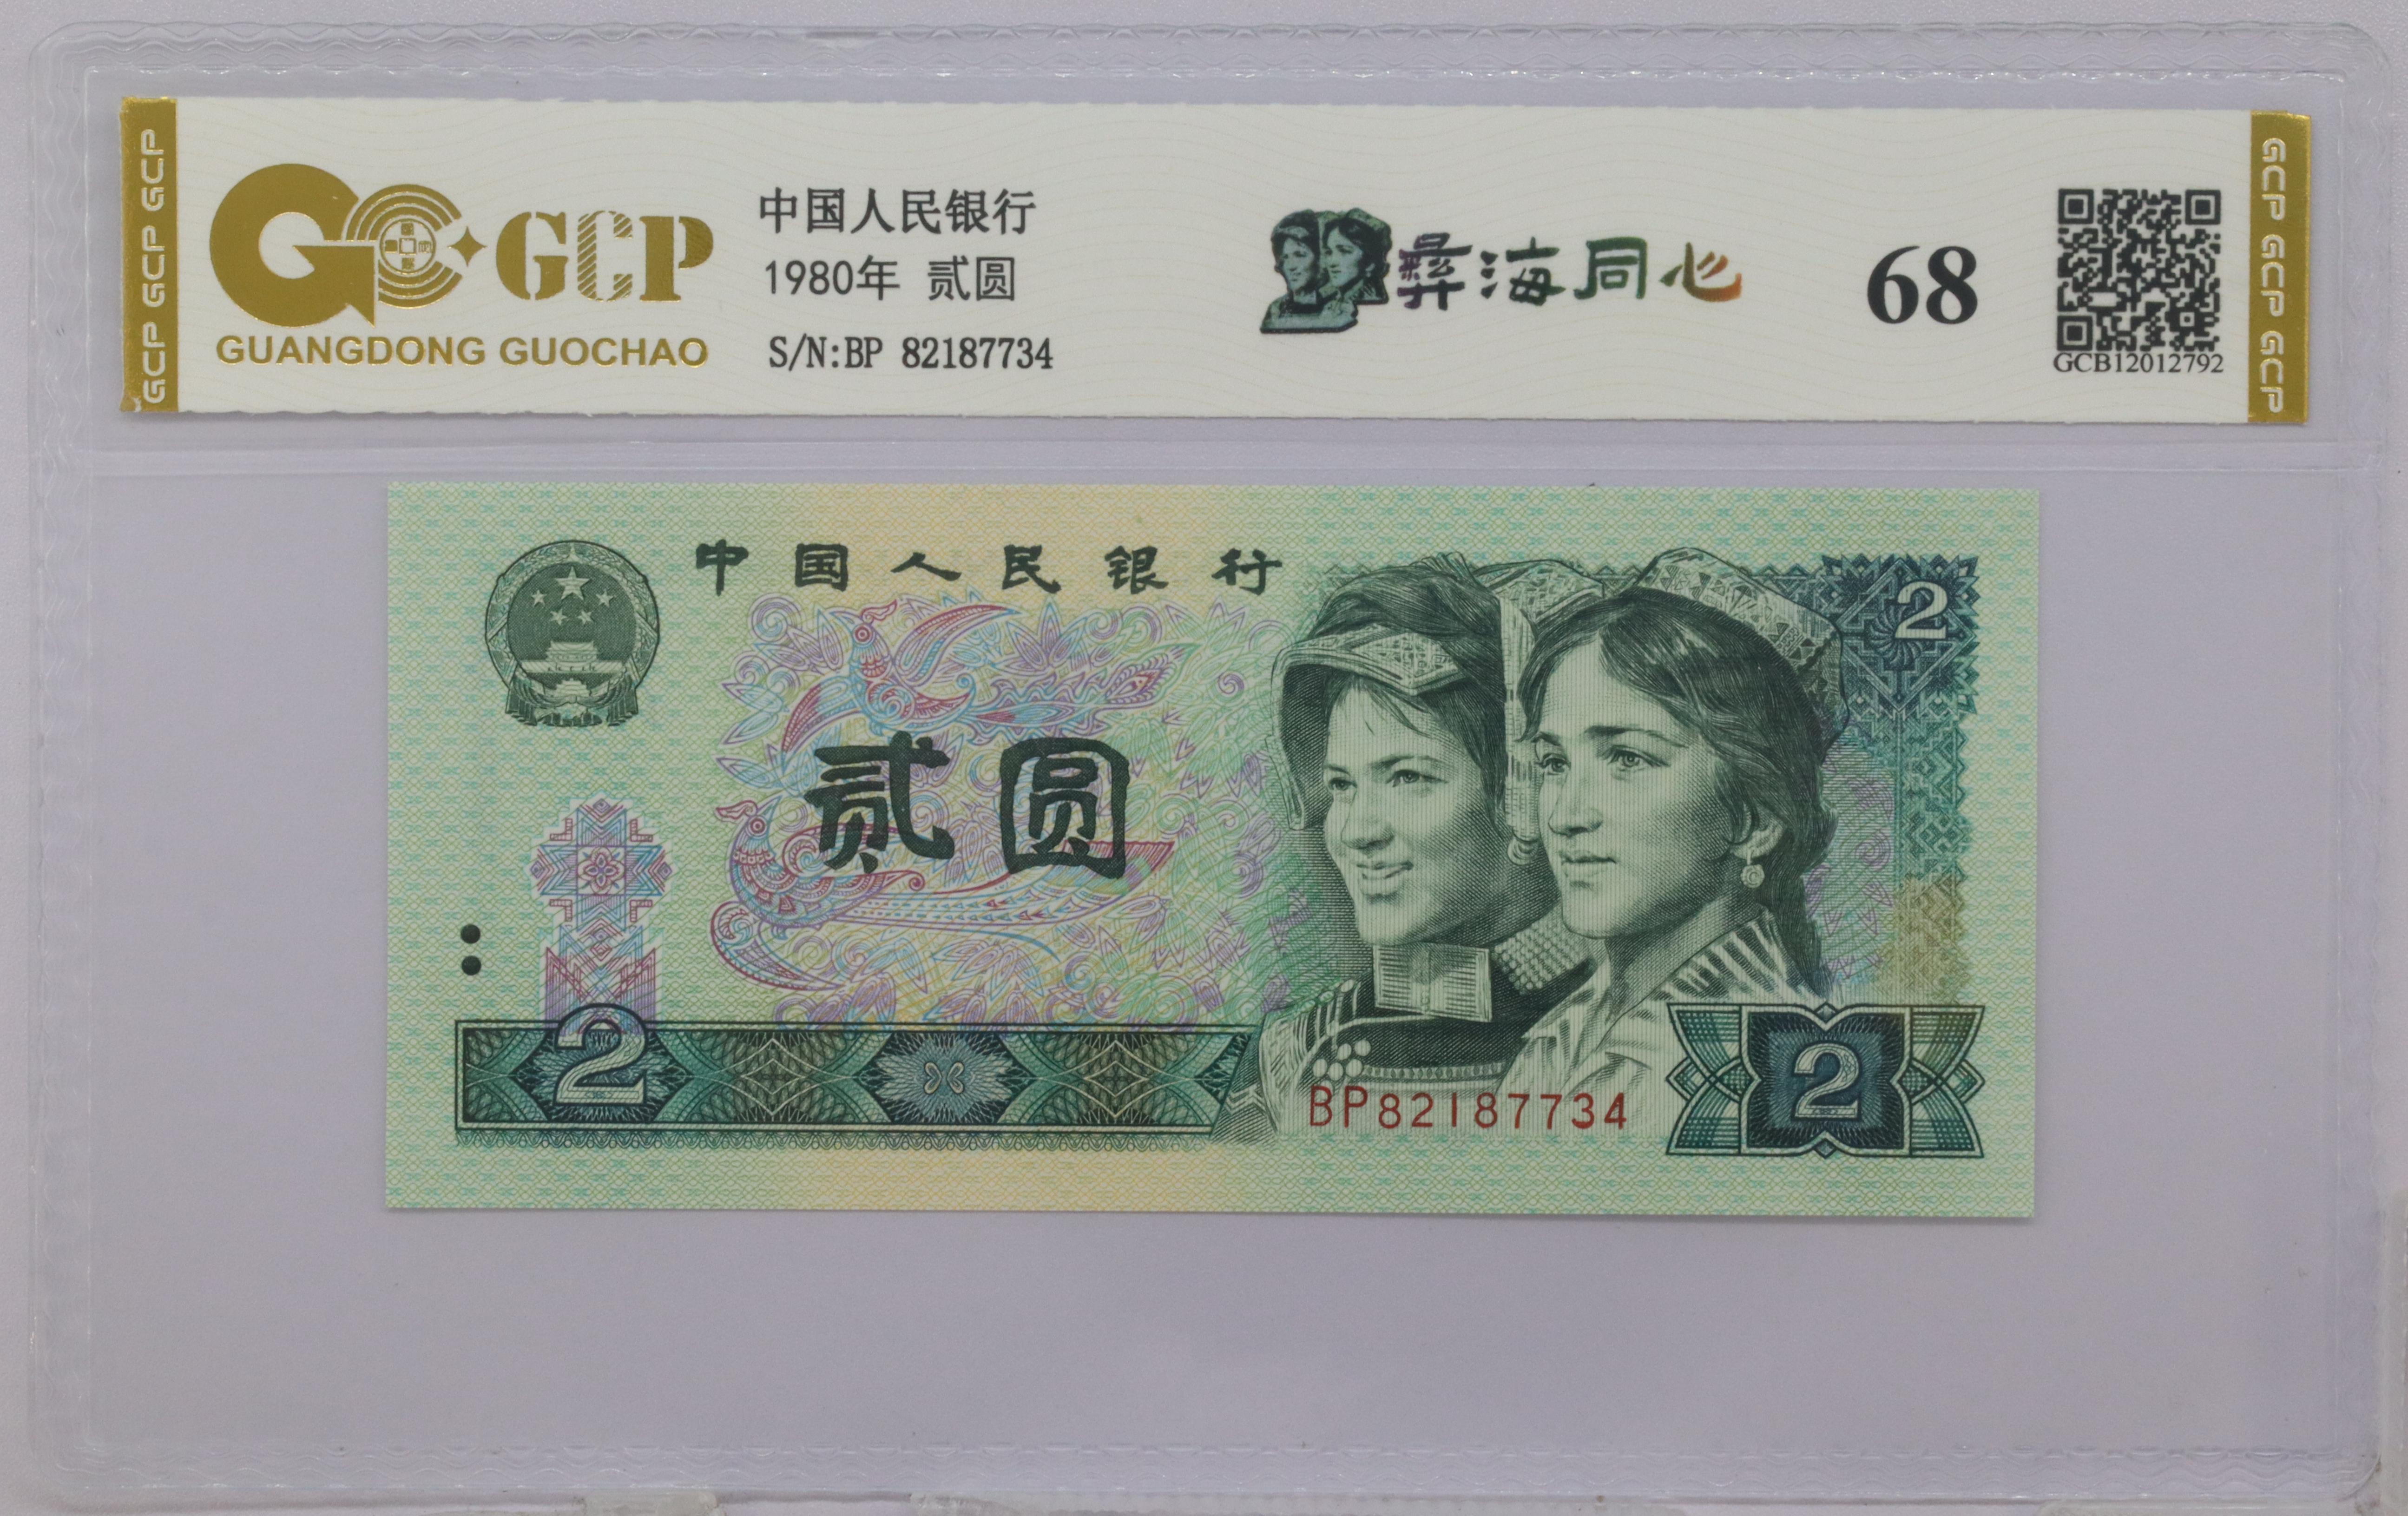 GCP GCP GCP
GCP
GUANGDONG GUOCHAO
中国人民银行
1980年 贰圆
S/N:BP 82187734
彝海同心
68
GCB12012792
GCP GCP GCP
中国人民银行
2
贰圆
2
BP82187734
2